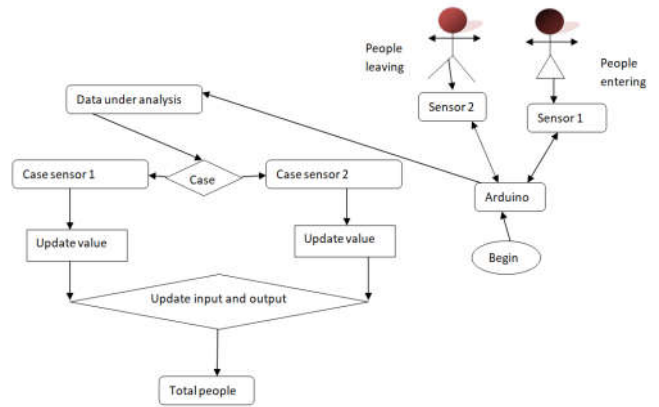 People
leaving
People
entering
Data under analysis
Sensor 2
Sensor 1
Case sensor 1
Case
Case sensor 2
Arduino
Update value
Update value
Begin
Update input and output
Total people